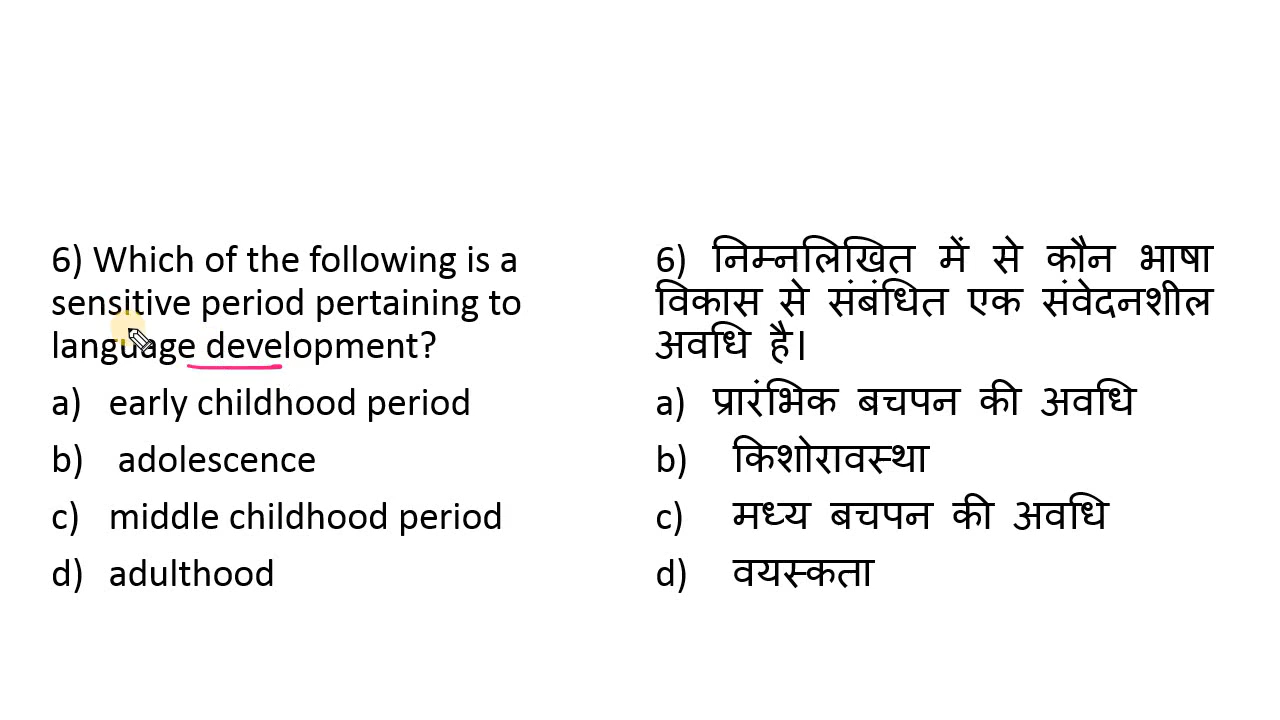 6) Which of the following is a
sensitive period pertaining to
language development?
a) early childhood period
b) adolescence
c) middle childhood period
d) adulthood
6) निम्नलिखित में से कौन भाषा
विकास से संबंधित एक संवेदनशील
अवधि है।
a) प्रारंभिक बचपन की अवधि
b) किशोरावस्था
c) मध्य बचपन की अवधि
d) वयस्कता